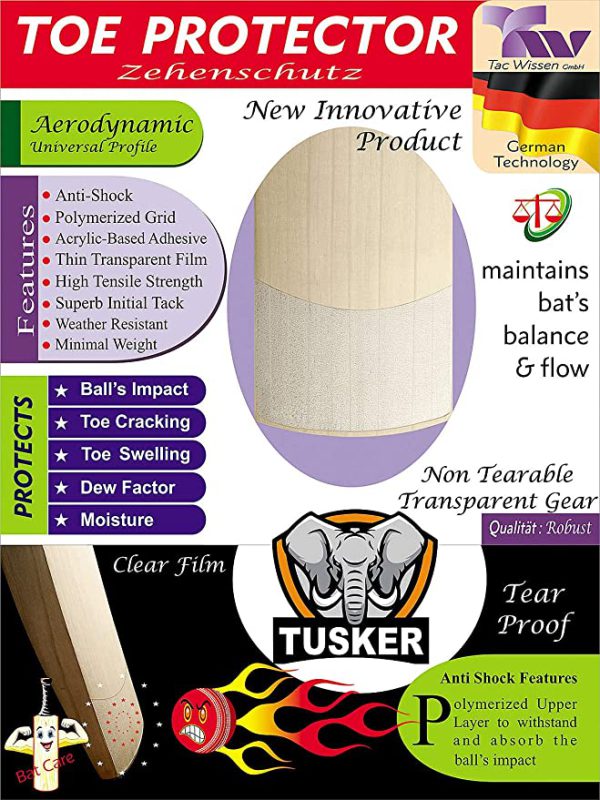 TOE PROTECTOR
Zehenschutz
TW
Tac Wissen GmbH
German
Technology
Aerodynamic
Universal Profile
New Innovative
Product
Features
Anti-Shock
Polymerized Grid
Acrylic-Based Adhesive
Thin Transparent Film
High Tensile Strength
Superb Initial Tack
Weather Resistant
Minimal Weight
maintains
bat's
balance
& flow
PROTECTS
Ball's Impact
Toe Cracking
Toe Swelling
Dew Factor
Moisture
Non Tearable
Transparent Gear
Qualität : Robust
Clear Film
TUSKER
Tear
Proof
Anti Shock Features
Polymerized Upper
Layer to withstand
and absorb the
ball's impact
Bat Care